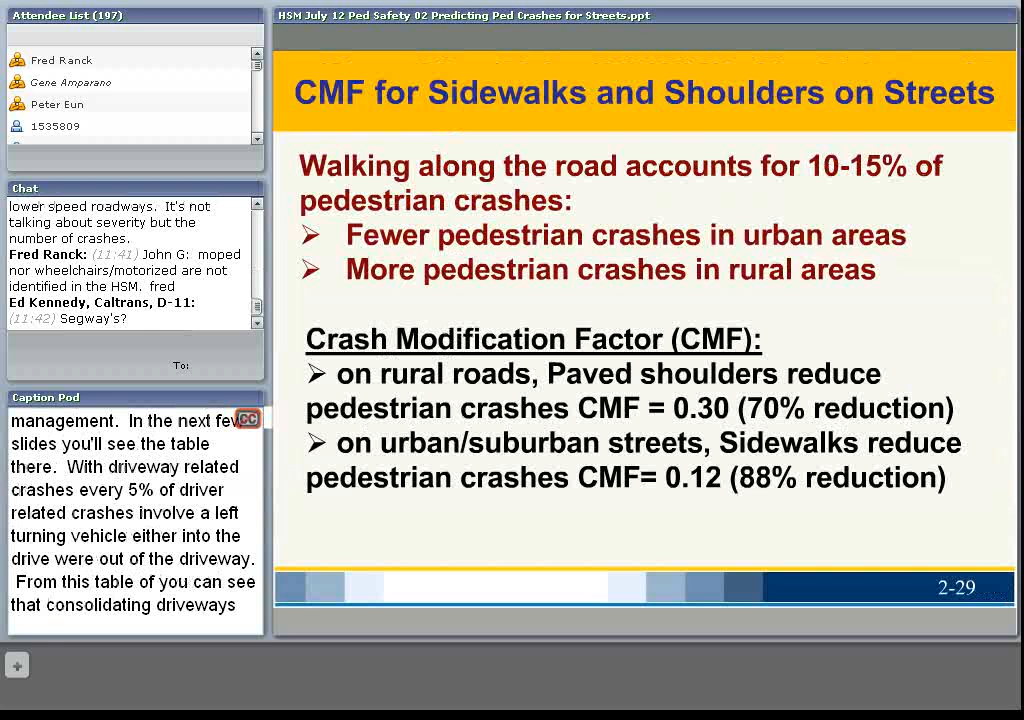 Attendee List (197)
Fred Ranck
Gene Amparano
Peter Eun
1535809
Chat
lower speed roadways. It's not
talking about severity but the
number of crashes.
Fred Ranck: (11:41) John G: moped
nor wheelchairs/motorized are not
identified in the HSM. fred
Ed Kennedy, Caltrans, D-11:
(11:42) Segway's?
To:
Caption Pod
management. In the next few
CC
slides you'll see the table
there. With driveway related
crashes every 5% of driver
related crashes involve a left
turning vehicle either into the
drive were out of the driveway.
From this table of you can see
that consolidating driveways
HSM July 12 Ped Safety 02 Predicting Ped Crashes for Streets.ppt
CMF for Sidewalks and Shoulders on Streets
Walking along the road accounts for 10-15% of
pedestrian crashes:
➢ Fewer pedestrian crashes in urban areas
➢ More pedestrian crashes in rural areas
Crash Modification Factor (CMF):
➢ on rural roads, Paved shoulders reduce
pedestrian crashes CMF = 0.30 (70% reduction)
➢ on urban/suburban streets, Sidewalks reduce
pedestrian crashes CMF= 0.12 (88% reduction)
2-29